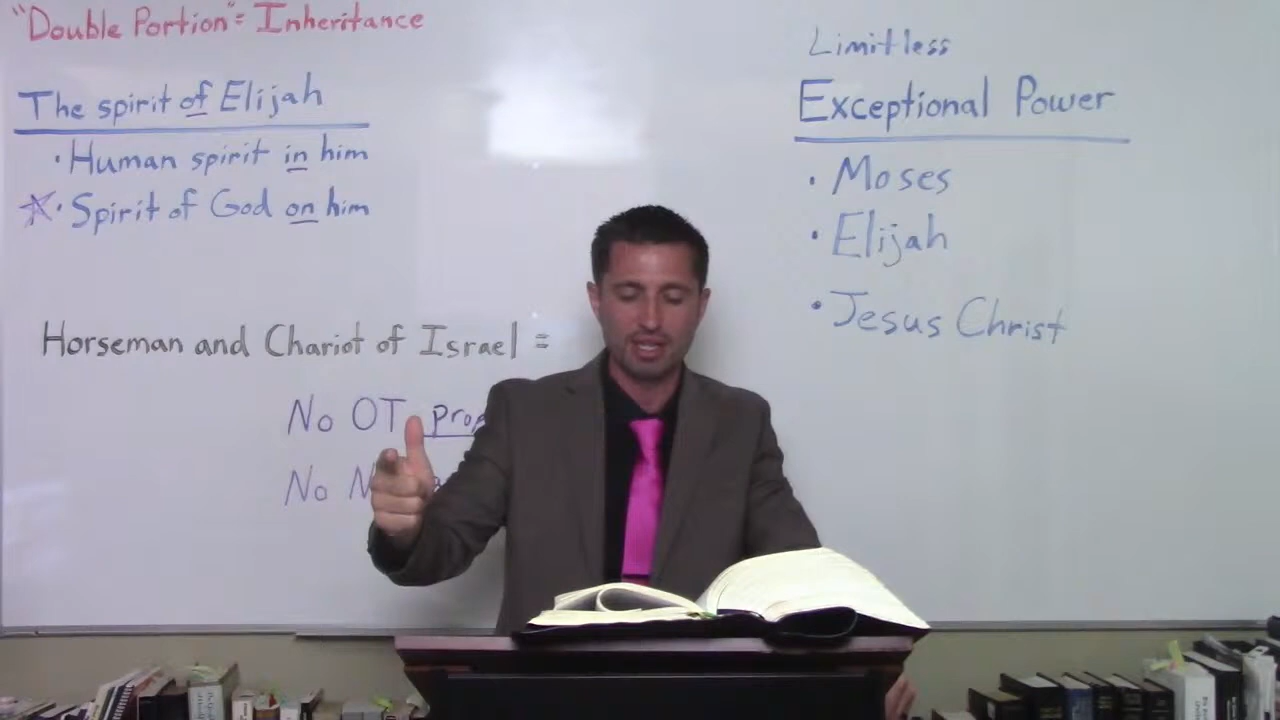 "Double Portion" = Inheritance
The spirit of Elijah
• Human spirit in him
• Spirit of God on him
Horseman and Chariot of Israel =
No OT
No
Limitless
Exceptional Power
• Moses
• Elijah
• Jesus Christ